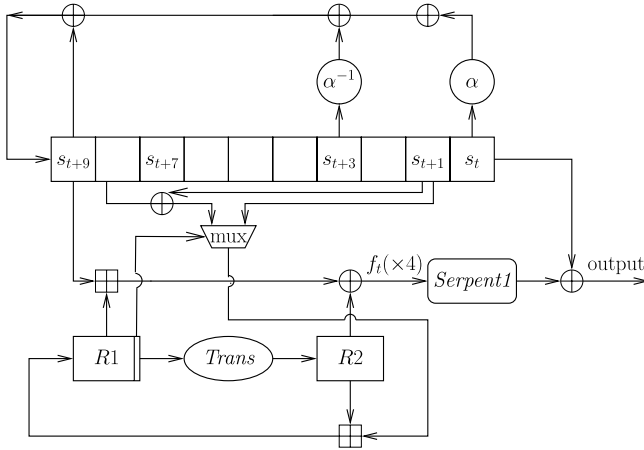 α⁻¹ α
s_{t+9} s_{t+7} s_{t+3} s_{t+1} s_t
mux
f_t(×4) Serpent1 output
R1 Trans R2